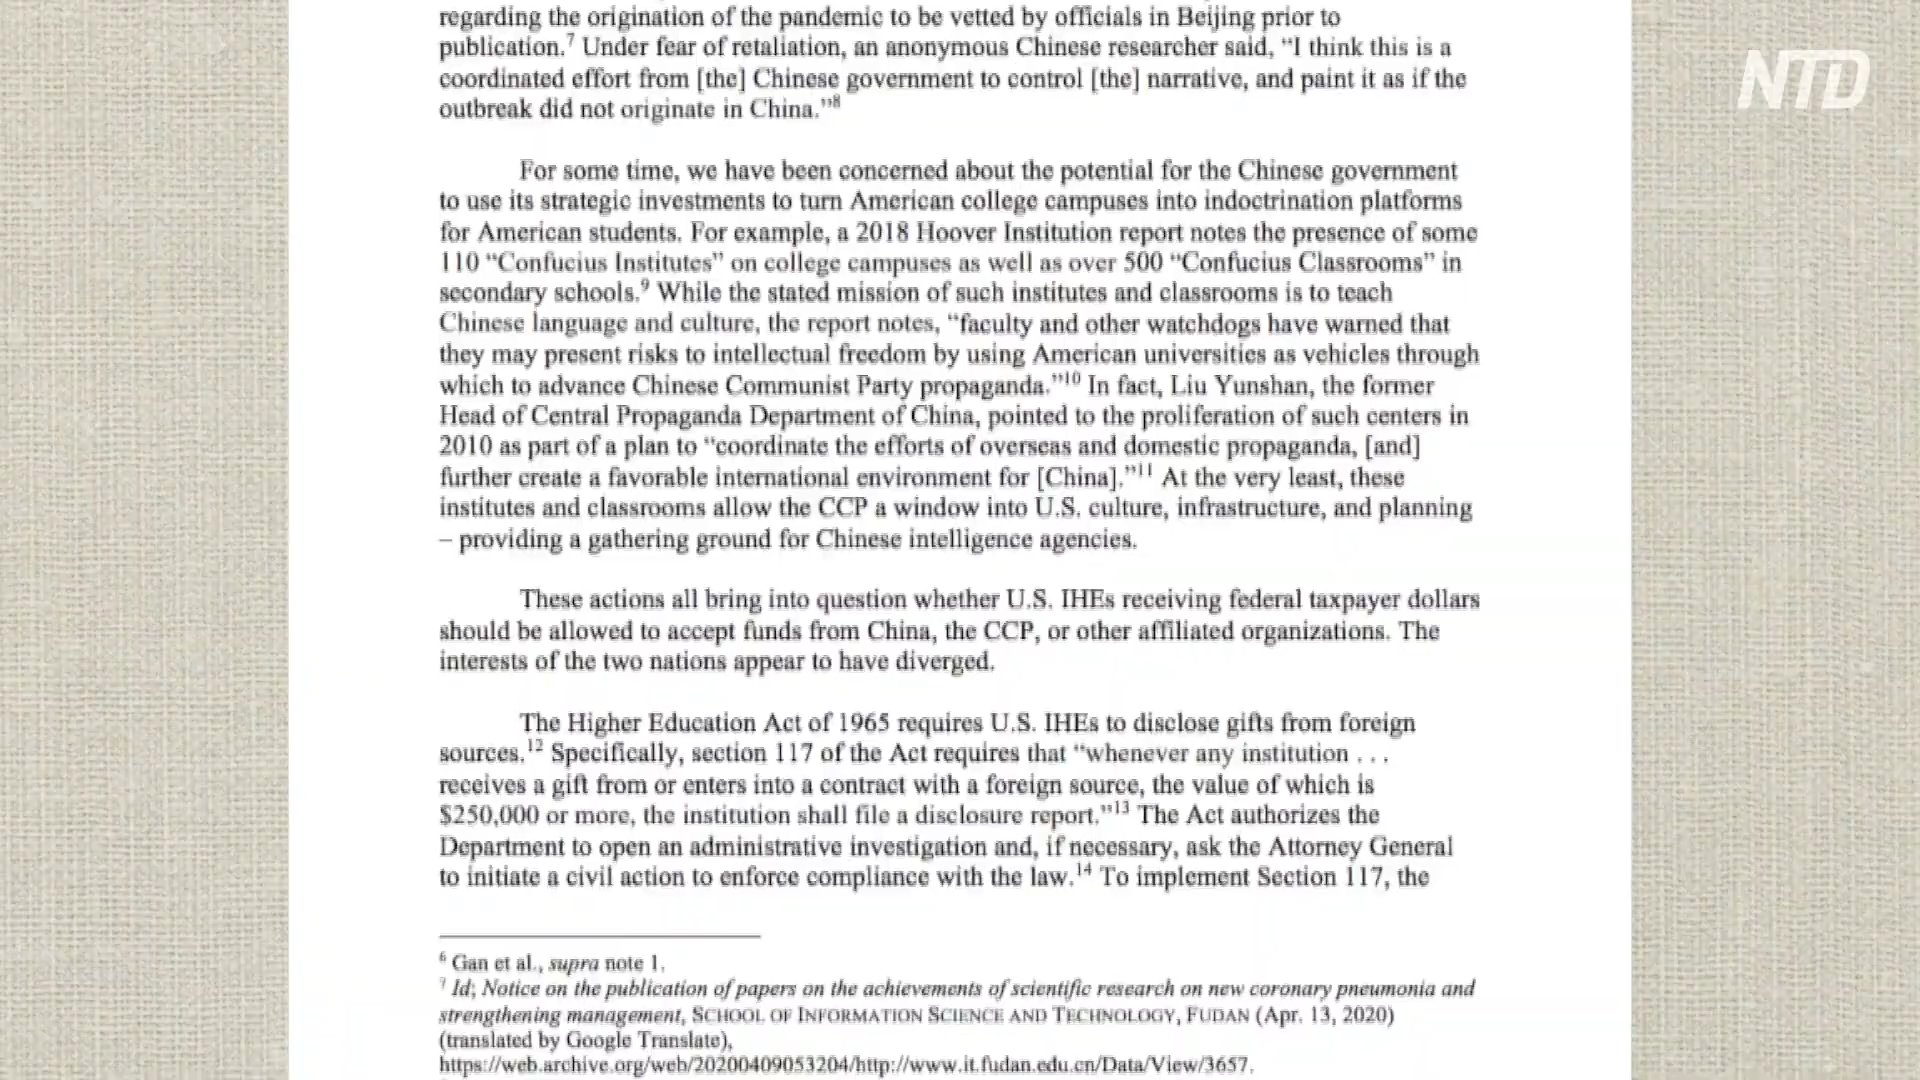 regarding the origination of the pandemic to be vetted by officials in Beijing prior to
publication.7 Under fear of retaliation, an anonymous Chinese researcher said, “I think this is a
coordinated effort from [the] Chinese government to control [the] narrative, and paint it as if the
outbreak did not originate in China.”8
For some time, we have been concerned about the potential for the Chinese government
to use its strategic investments to turn American college campuses into indoctrination platforms
for American students. For example, a 2018 Hoover Institution report notes the presence of some
110 “Confucius Institutes” on college campuses as well as over 500 “Confucius Classrooms” in
secondary schools.9 While the stated mission of such institutes and classrooms is to teach
Chinese language and culture, the report notes, “faculty and other watchdogs have warned that
they may present risks to intellectual freedom by using American universities as vehicles through
which to advance Chinese Communist Party propaganda.”10 In fact, Liu Yunshan, the former
Head of Central Propaganda Department of China, pointed to the proliferation of such centers in
2010 as part of a plan to “coordinate the efforts of overseas and domestic propaganda, [and]
further create a favorable international environment for [China].”11 At the very least, these
institutes and classrooms allow the CCP a window into U.S. culture, infrastructure, and planning
– providing a gathering ground for Chinese intelligence agencies.
These actions all bring into question whether U.S. IHEs receiving federal taxpayer dollars
should be allowed to accept funds from China, the CCP, or other affiliated organizations. The
interests of the two nations appear to have diverged.
The Higher Education Act of 1965 requires U.S. IHEs to disclose gifts from foreign
sources.12 Specifically, section 117 of the Act requires that “whenever any institution . . .
receives a gift from or enters into a contract with a foreign source, the value of which is
$250,000 or more, the institution shall file a disclosure report.”13 The Act authorizes the
Department to open an administrative investigation and, if necessary, ask the Attorney General
to initiate a civil action to enforce compliance with the law.14 To implement Section 117, the
6 Gan et al., supra note 1.
7 Id; Notice on the publication of papers on the achievements of scientific research on new coronary pneumonia and
strengthening management, SCHOOL OF INFORMATION SCIENCE AND TECHNOLOGY, FUDAN (Apr. 13, 2020)
(translated by Google Translate),
https://web.archive.org/web/20200409053204/http://www.it.fudan.edu.cn/Data/View/3657.
NTD